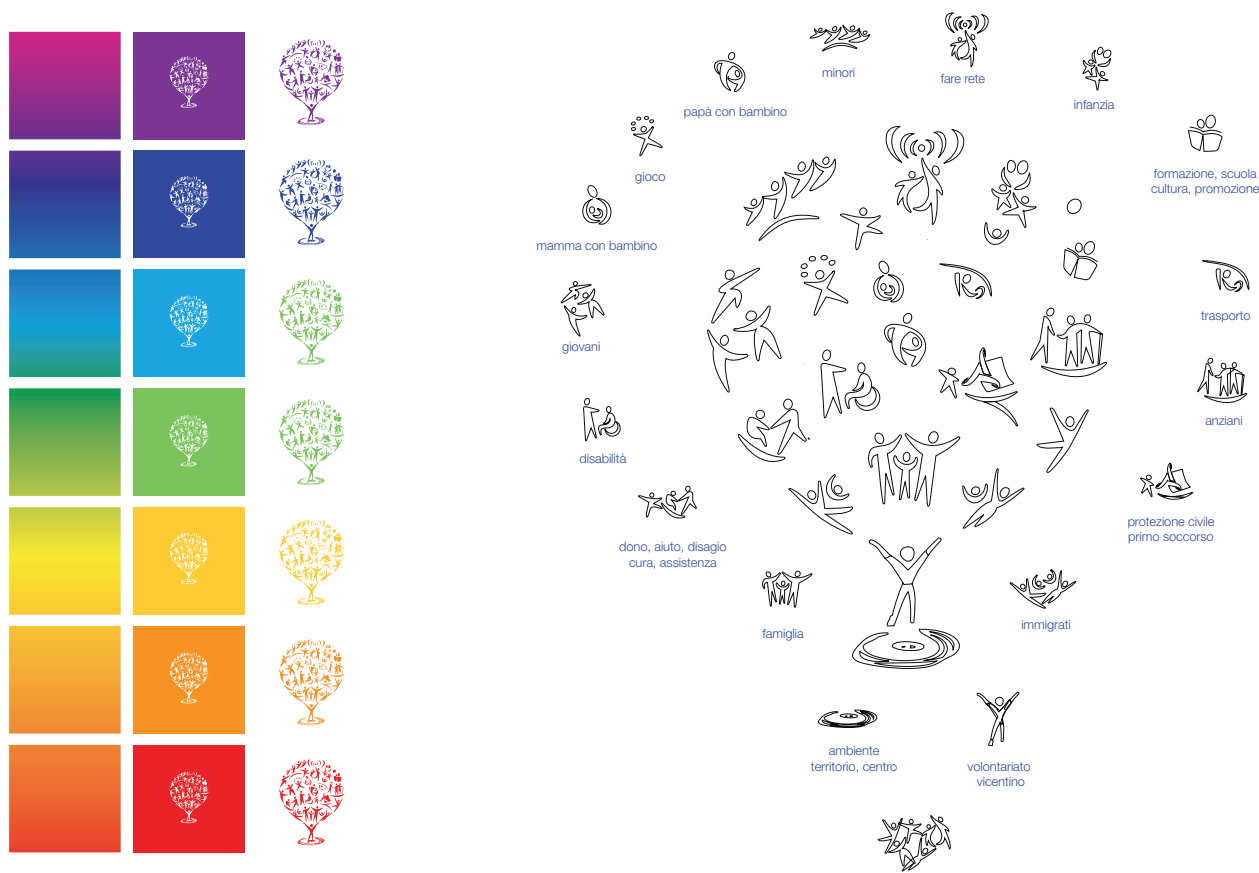 minori
fare rete
papà con bambino
infanzia
gioco
formazione, scuola
cultura, promozione
mamma con bambino
trasporto
giovani
anziani
disabilità
protezione civile
primo soccorso
dono, aiuto, disagio
cura, assistenza
famiglia
immigrati
ambiente
territorio, centro
volontariato
vicentino